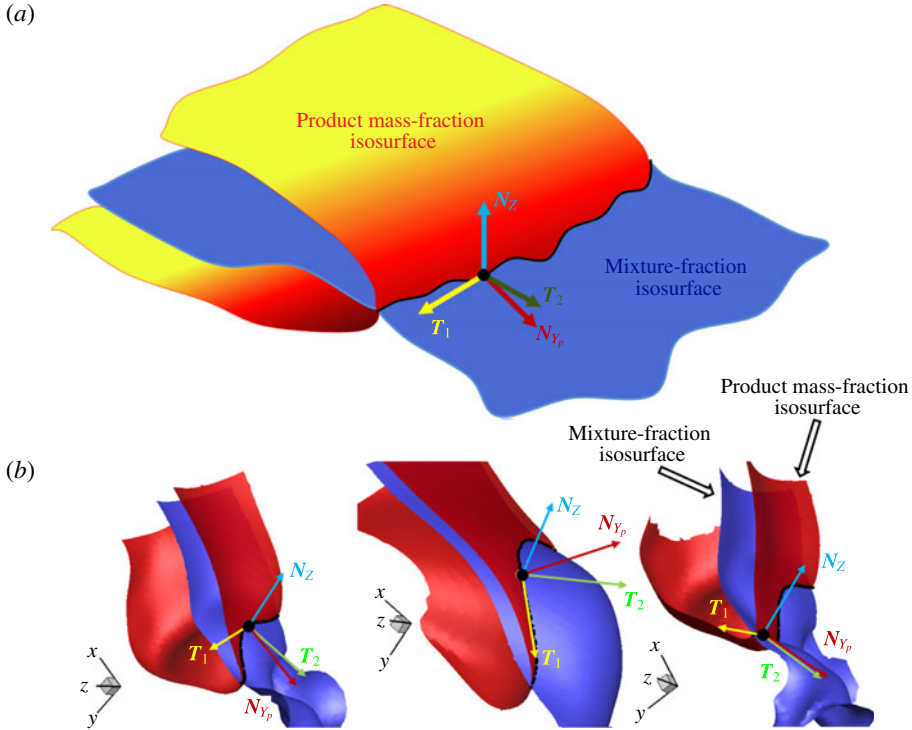 (a)
Product mass-fraction
isosurface
N_Z
Mixture-fraction
isosurface
T_2
T_1
N_{Y_p}
Product mass-fraction
isosurface
Mixture-fraction
isosurface
(b)
N_Z
T_1
T_2
N_{Y_p}
x
z
y
N_Z
N_{Y_p}
T_2
T_1
x
z
y
N_Z
T_1
N_{Y_p}
T_2
x
z
y